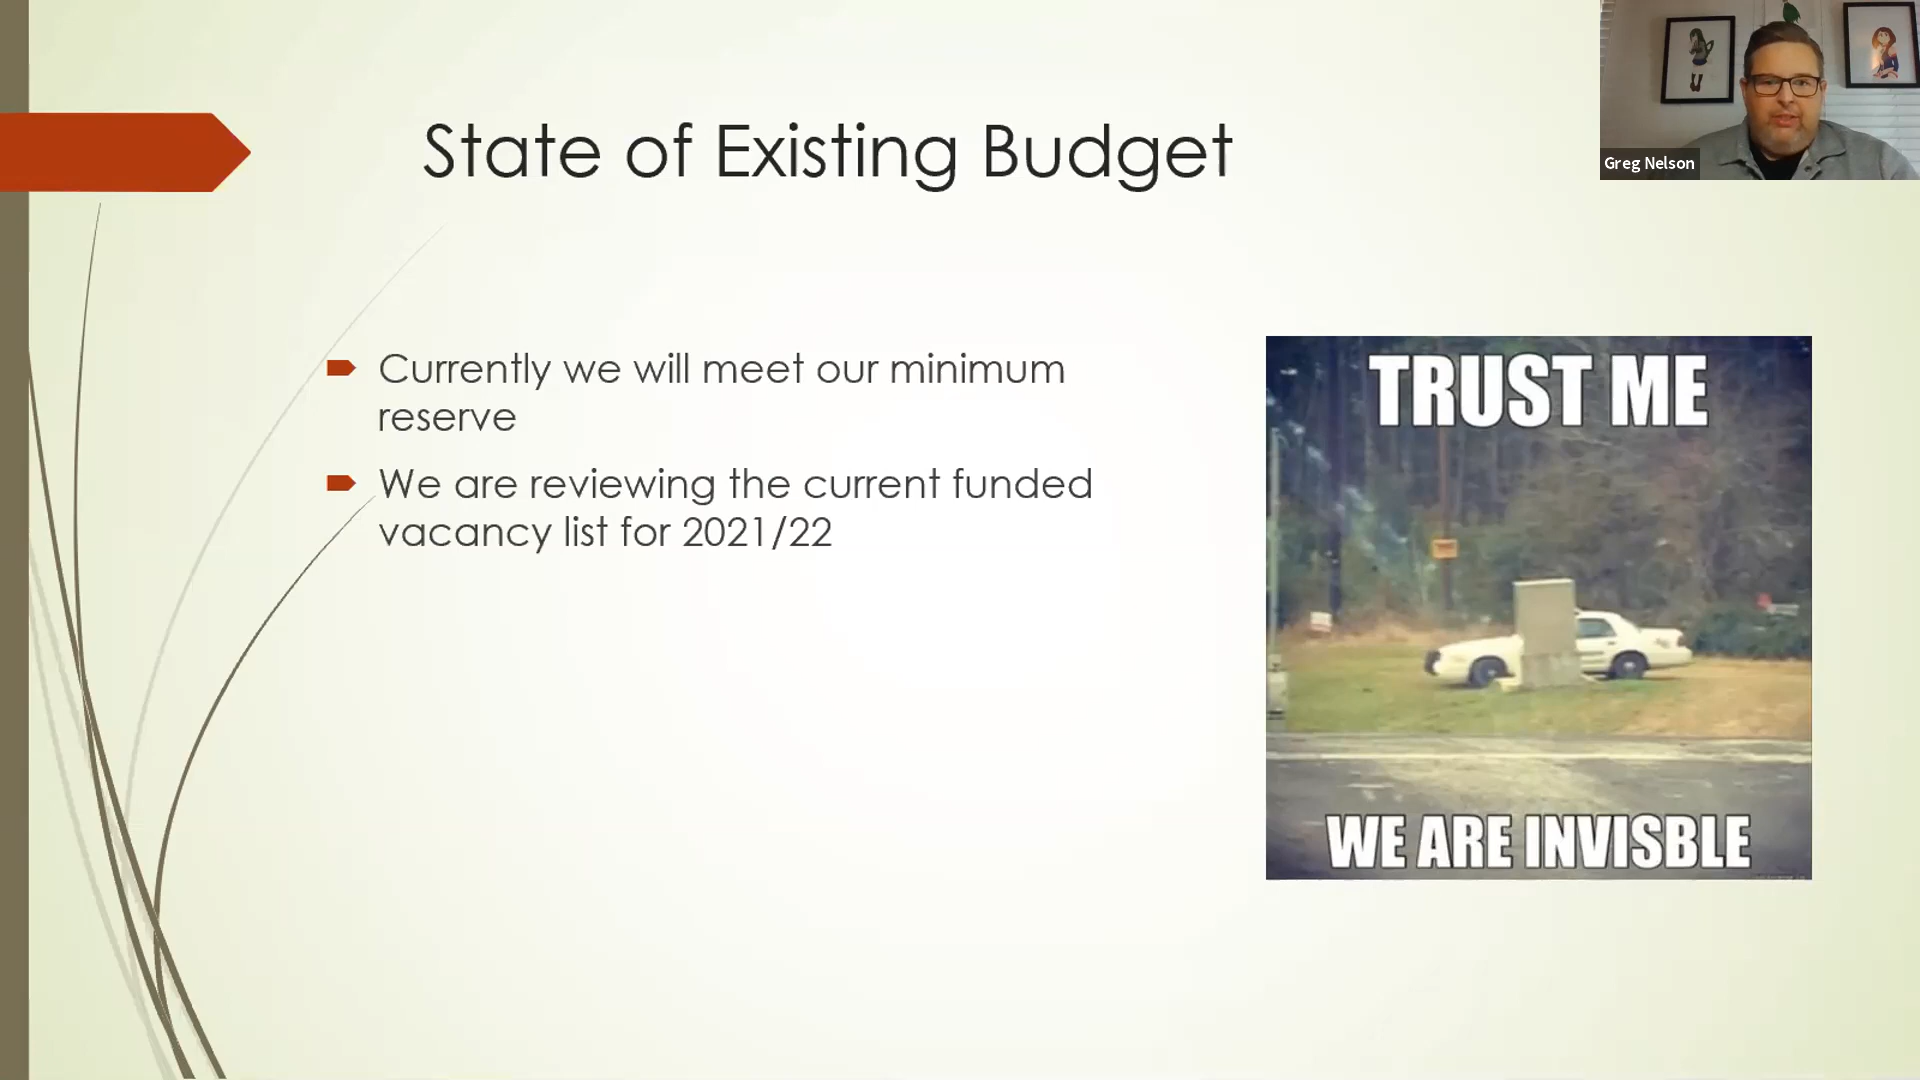 State of Existing Budget
Greg Nelson
Currently we will meet our minimum
reserve
We are reviewing the current funded
vacancy list for 2021/22
TRUST ME
WE ARE INVISBLE